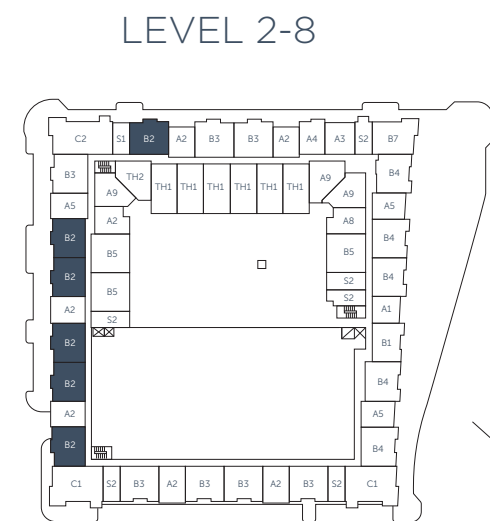 LEVEL 2-8
C2 S1 B2 A2 B3 B3 A2 A4 A3 S2 B7
B3 TH2 TH1 TH1 TH1 TH1 TH1 TH1 A9 B4
A9 A9
A5 A5
A2 A8
B2 B4
B5 B5
B2 B4
S2
B5
S2
A2 A1
S2
B2 B1
B2 B4
A2 A5
B2 B4
C1 S2 B3 A2 B3 B3 A2 B3 S2 C1